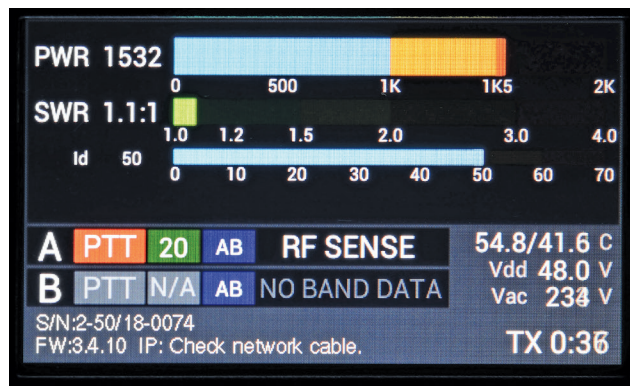 PWR 1532
0 500 1K 1K5 2K
SWR 1.1:1
1.0 1.2 1.5 2.0 3.0 4.0
Id 50
0 10 20 30 40 50 60 70
A PTT 20 AB RF SENSE
B PTT N/A AB NO BAND DATA
54.8/41.6 C
Vdd 48.0 V
Vac V
S/N:2-50/18-0074
FW:3.4.10 IP: Check network cable.
TX